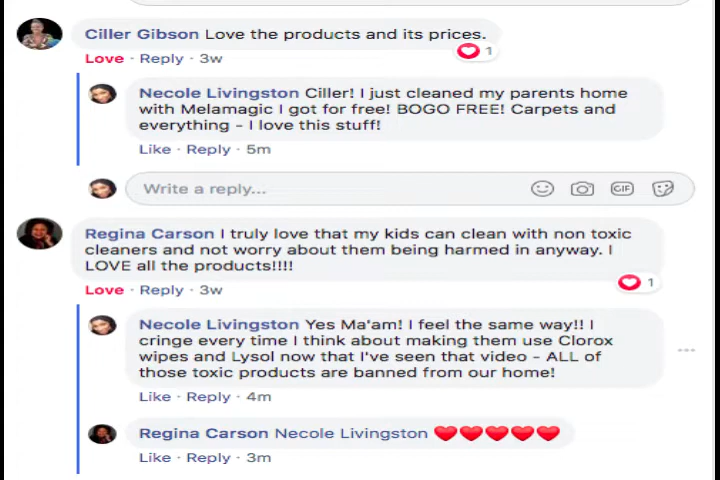 Ciller Gibson Love the products and its prices.
1
Love · Reply · 3w
Necole Livingston Ciller! I just cleaned my parents home
with Melamagic I got for free! BOGO FREE! Carpets and
everything - I love this stuff!
Like · Reply · 5m
Write a reply...
GIF
Regina Carson I truly love that my kids can clean with non toxic
cleaners and not worry about them being harmed in anyway. I
LOVE all the products!!!!
1
Love · Reply · 3w
Necole Livingston Yes Ma'am! I feel the same way!! I
cringe every time I think about making them use Clorox
wipes and Lysol now that I've seen that video - ALL of
those toxic products are banned from our home!
Like · Reply · 4m
Regina Carson Necole Livingston ❤️❤️❤️❤️❤️
Like · Reply · 3m